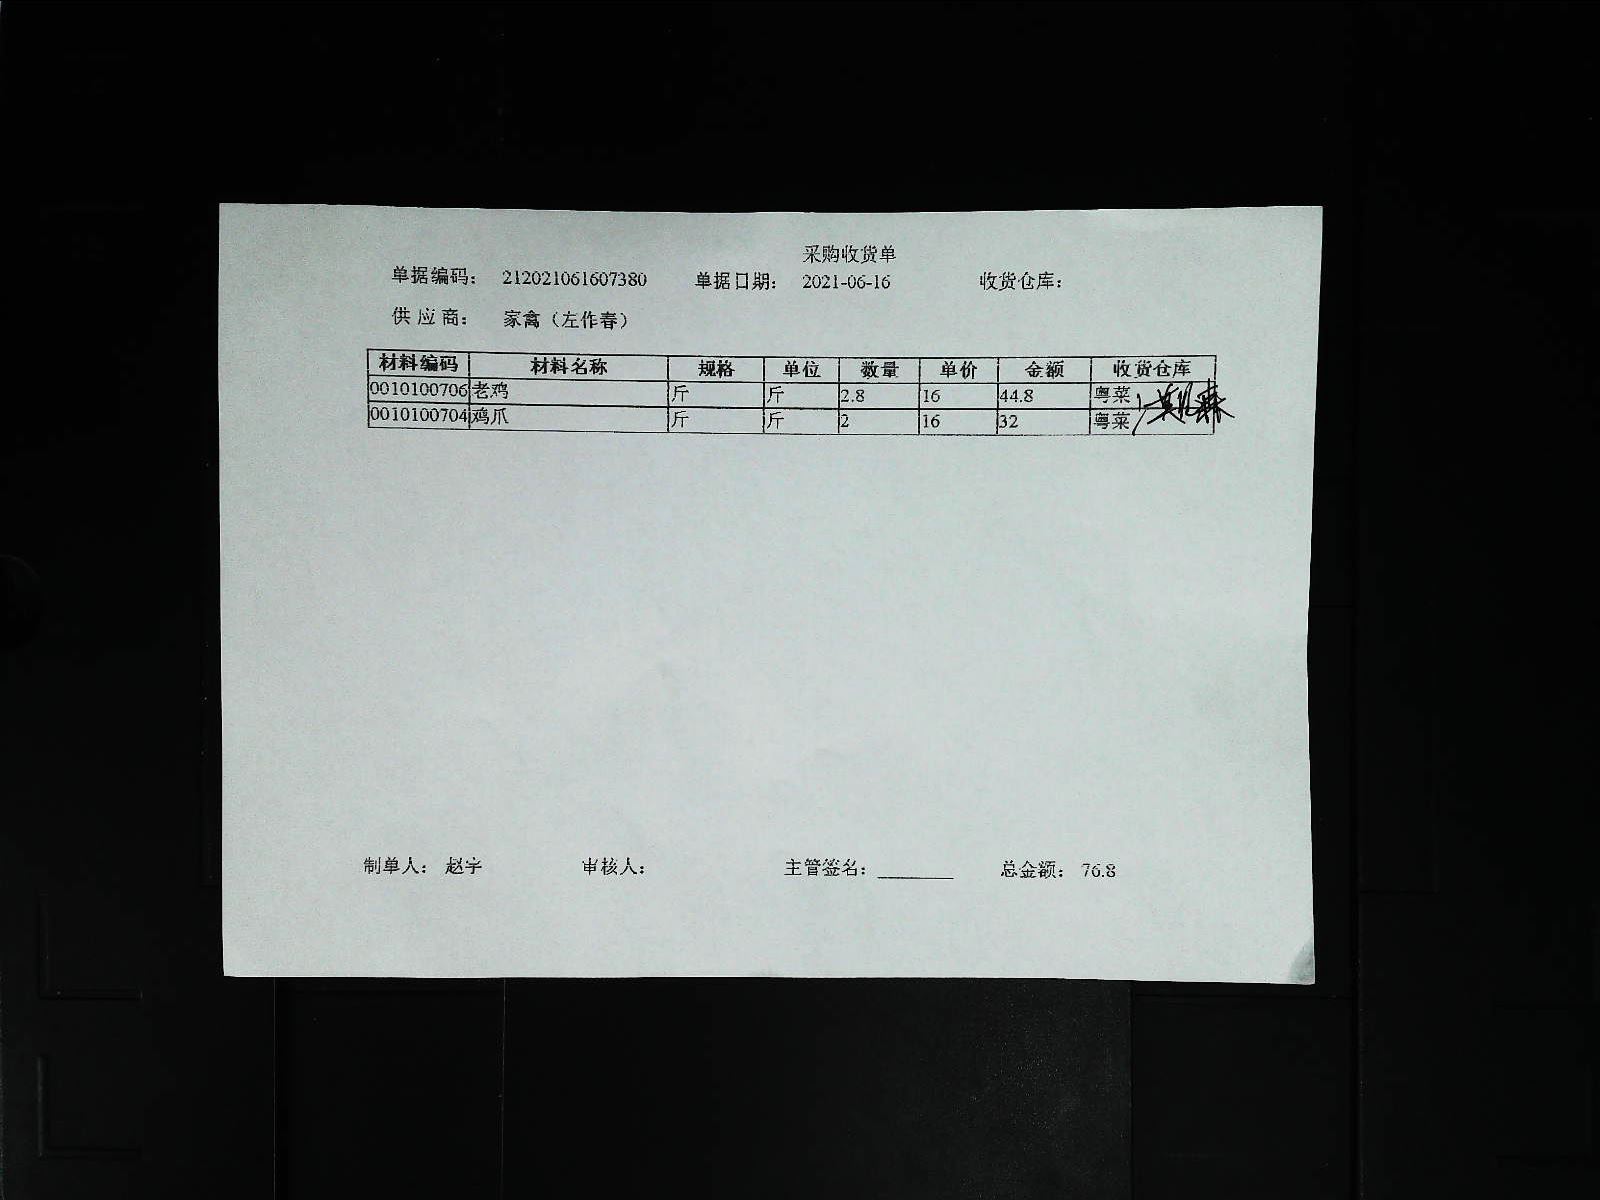 采购收货单
单据编码： 212021061607380 单据日期： 2021-06-16 收货仓库：
供 应 商： 家禽（左作春）
材料编码 材料名称 规格 单位 数量 单价 金额 收货仓库
0010100706 老鸡 斤 斤 2.8 16 44.8 粤菜
0010100704 鸡爪 斤 斤 2 16 32 粤菜
制单人： 赵宇 审核人： 主管签名： 总金额： 76.8